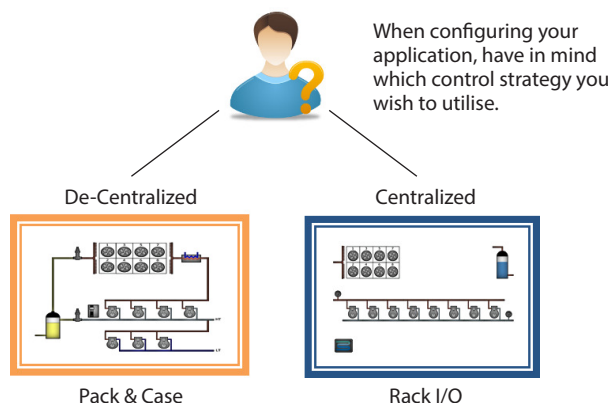 When configuring your
application, have in mind
which control strategy you
wish to utilise.
De-Centralized
Centralized
Pack & Case
Rack I/O